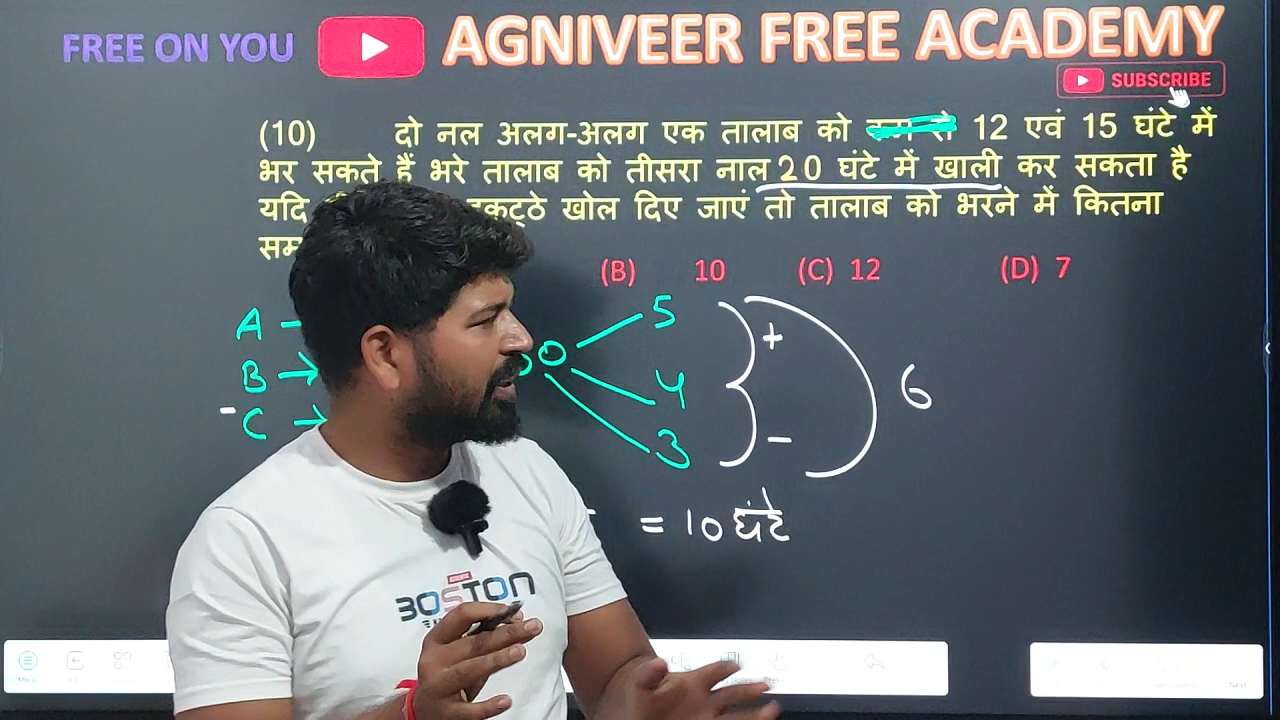 FREE ON YOU AGNIVEER FREE ACADEMY
SUBSCRIBE
(10) दो नल अलग-अलग एक तालाब को 12 एवं 15 घंटे में
भर सकते हैं भरे तालाब को तीसरा नाल 20 घंटे में खाली कर सकता है
यदि इकट्ठे खोल दिए जाएं तो तालाब को भरने में कितना
(B) 10 (C) 12 (D) 7
A 5 +
B → 4 6
- C → 3 -
= 10 घंटे
BOSTON